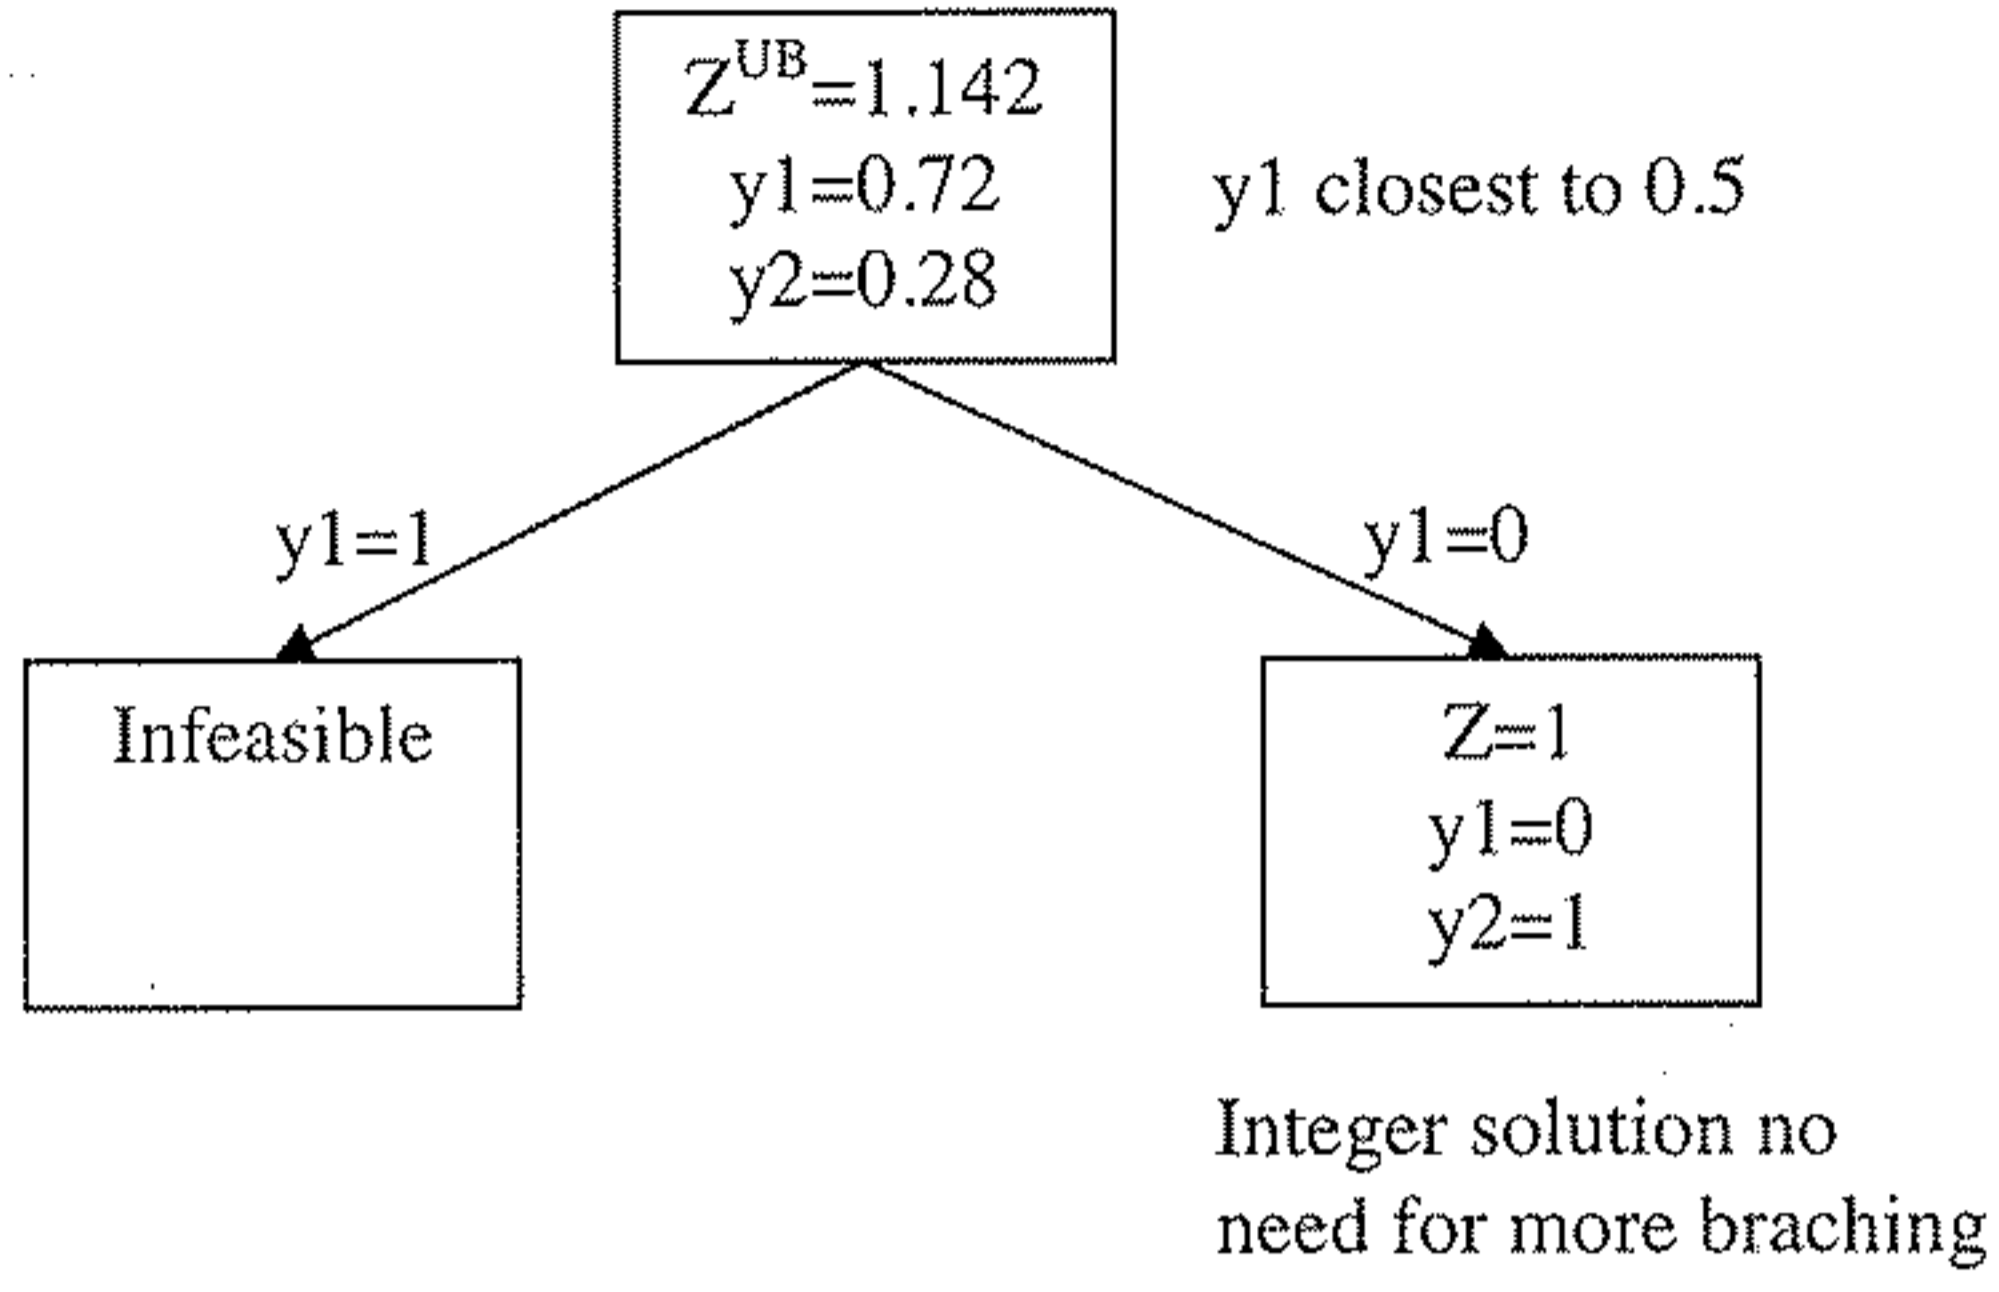 Z^UB=1.142
y1=0.72
y2=0.28
y1 closest to 0.5
y1=1
y1=0
Infeasible
Z=1
y1=0
y2=1
Integer solution no
need for more braching